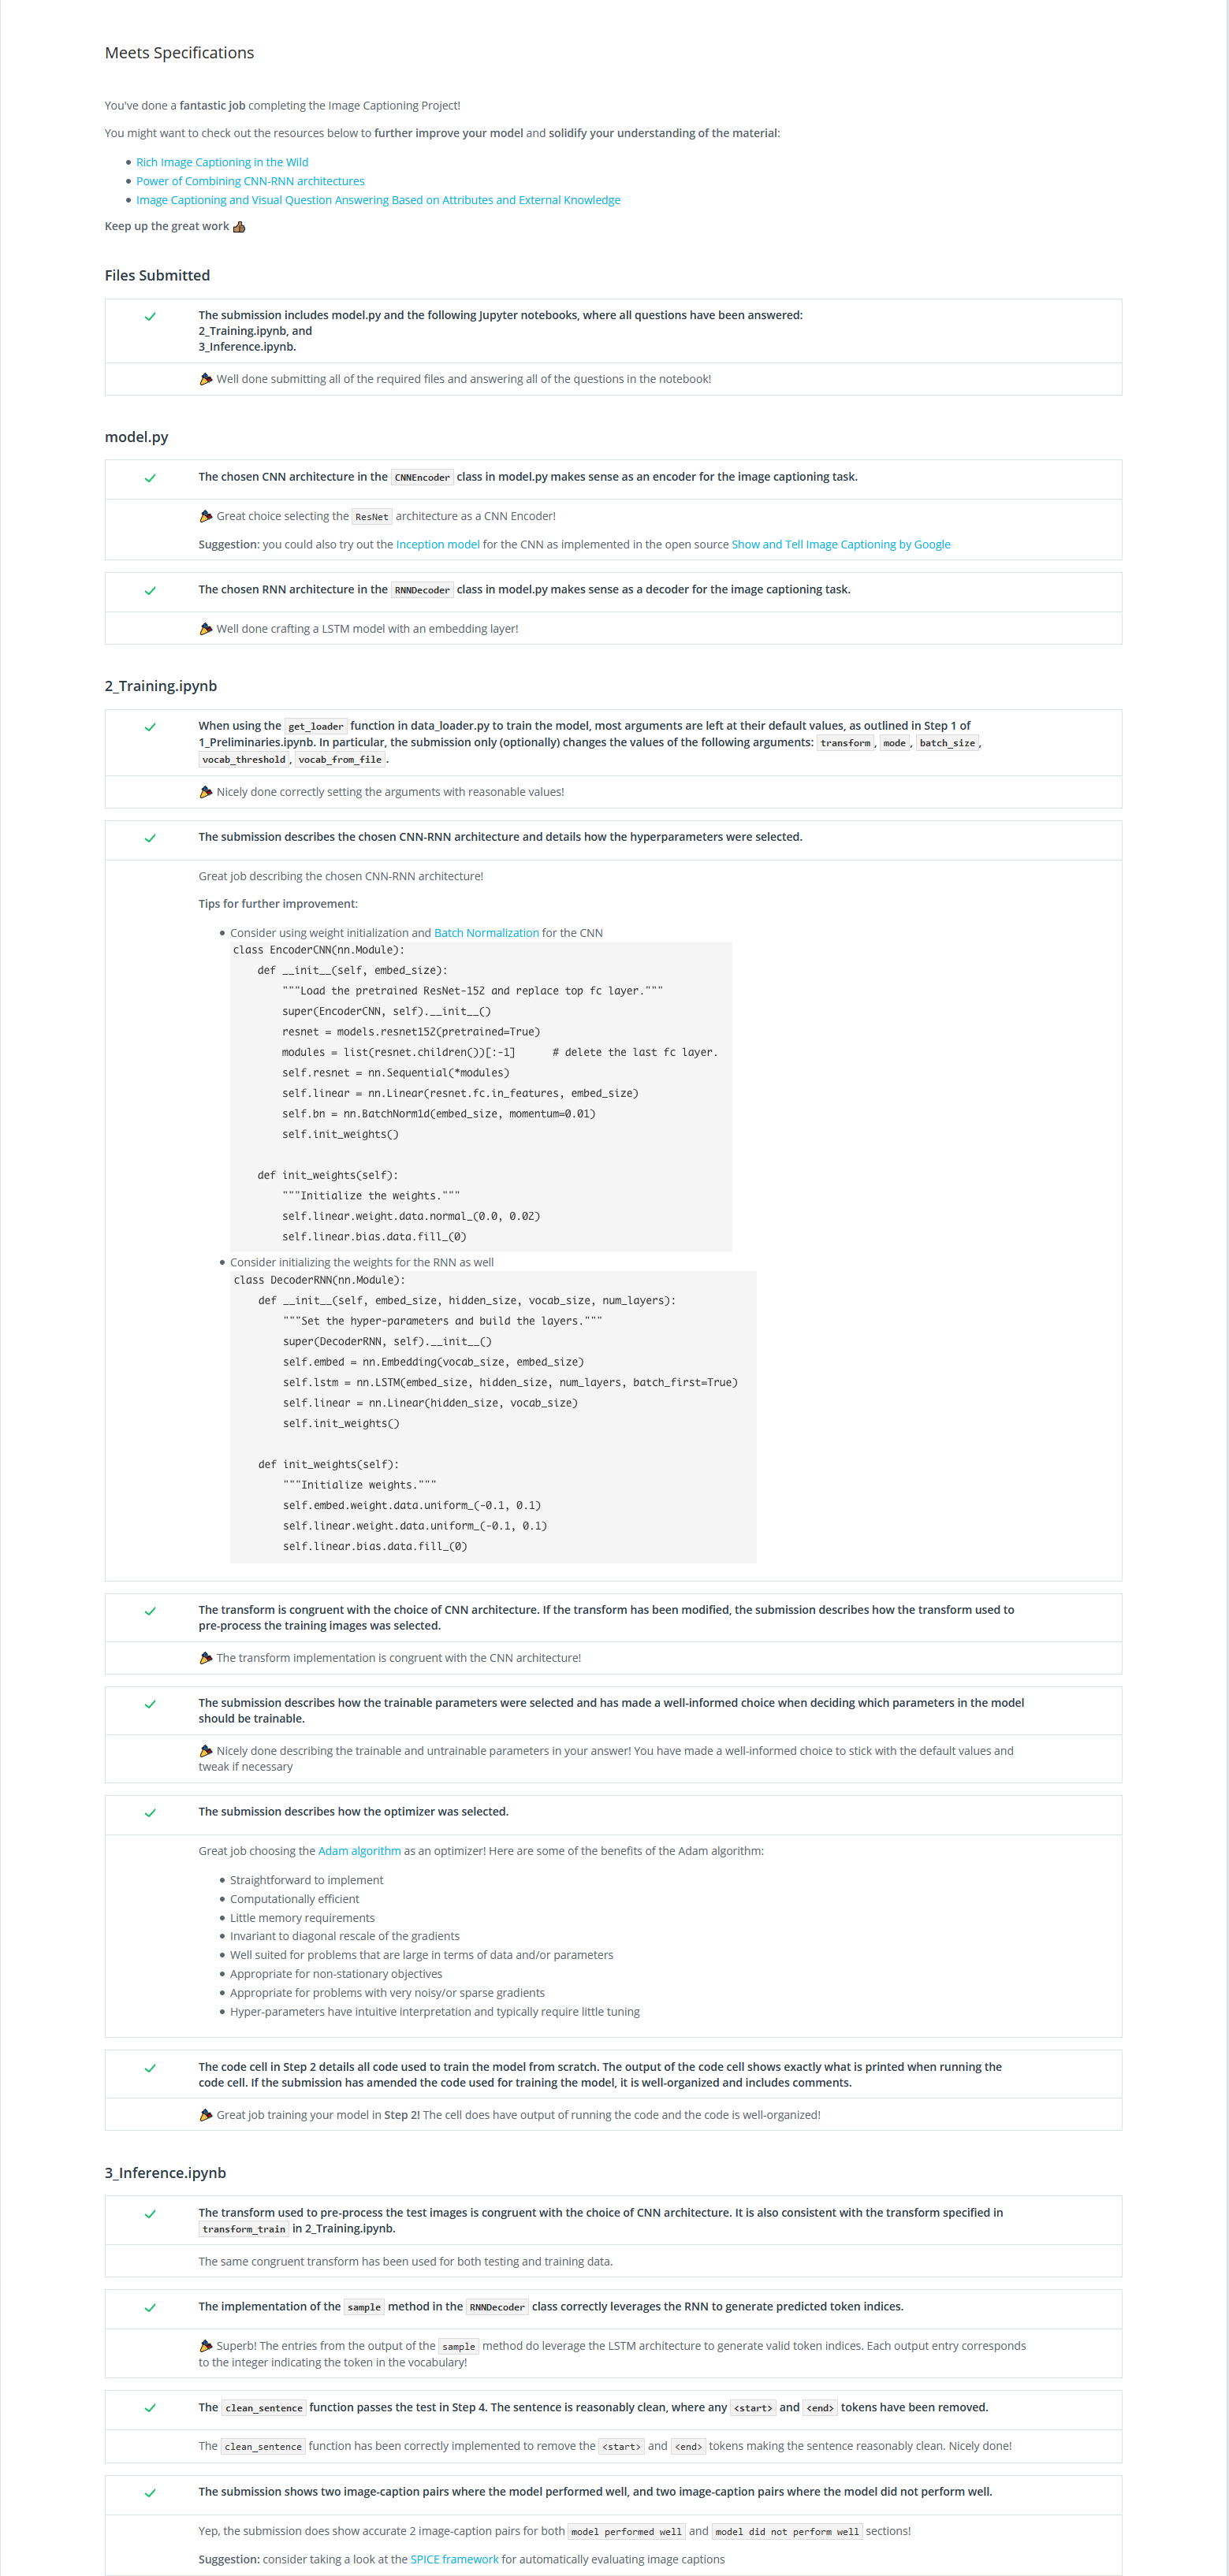 Meets Specifications
You've done a fantastic job completing the Image Captioning Project!
You might want to check out the resources below to further improve your model and solidify your understanding of the material:
Rich Image Captioning in the Wild
Power of Combining CNN-RNN architectures
Image Captioning and Visual Question Answering Based on Attributes and External Knowledge
Keep up the great work
Files Submitted
The submission includes model.py and the following Jupyter notebooks, where all questions have been answered:
2_Training.ipynb, and
3_Inference.ipynb.
Well done submitting all of the required files and answering all of the questions in the notebook!
model.py
The chosen CNN architecture in the CNNEncoder class in model.py makes sense as an encoder for the image captioning task.
Great choice selecting the ResNet architecture as a CNN Encoder!
Suggestion: you could also try out the Inception model for the CNN as implemented in the open source Show and Tell Image Captioning by Google
The chosen RNN architecture in the RNNDecoder class in model.py makes sense as a decoder for the image captioning task.
Well done crafting a LSTM model with an embedding layer!
2_Training.ipynb
When using the get_loader function in data_loader.py to train the model, most arguments are left at their default values, as outlined in Step 1 of
1_Preliminaries.ipynb. In particular, the submission only (optionally) changes the values of the following arguments: transform, mode, batch_size,
vocab_threshold, vocab_from_file.
Nicely done correctly setting the arguments with reasonable values!
The submission describes the chosen CNN-RNN architecture and details how the hyperparameters were selected.
Great job describing the chosen CNN-RNN architecture!
Tips for further improvement:
Consider using weight initialization and Batch Normalization for the CNN
class EncoderCNN(nn.Module):
def __init__(self, embed_size):
"""Load the pretrained ResNet-152 and replace top fc layer."""
super(EncoderCNN, self).__init__()
resnet = models.resnet152(pretrained=True)
modules = list(resnet.children())[:-1] # delete the last fc layer.
self.resnet = nn.Sequential(*modules)
self.linear = nn.Linear(resnet.fc.in_features, embed_size)
self.bn = nn.BatchNorm1d(embed_size, momentum=0.01)
self.init_weights()
def init_weights(self):
"""Initialize the weights."""
self.linear.weight.data.normal_(0.0, 0.02)
self.linear.bias.data.fill_(0)
Consider initializing the weights for the RNN as well
class DecoderRNN(nn.Module):
def __init__(self, embed_size, hidden_size, vocab_size, num_layers):
"""Set the hyper-parameters and build the layers."""
super(DecoderRNN, self).__init__()
self.embed = nn.Embedding(vocab_size, embed_size)
self.lstm = nn.LSTM(embed_size, hidden_size, num_layers, batch_first=True)
self.linear = nn.Linear(hidden_size, vocab_size)
self.init_weights()
def init_weights(self):
"""Initialize weights."""
self.embed.weight.data.uniform_(-0.1, 0.1)
self.linear.weight.data.uniform_(-0.1, 0.1)
self.linear.bias.data.fill_(0)
The transform is congruent with the choice of CNN architecture. If the transform has been modified, the submission describes how the transform used to
pre-process the training images was selected.
The transform implementation is congruent with the CNN architecture!
The submission describes how the trainable parameters were selected and has made a well-informed choice when deciding which parameters in the model
should be trainable.
Nicely done describing the trainable and untrainable parameters in your answer! You have made a well-informed choice to stick with the default values and
tweak if necessary
The submission describes how the optimizer was selected.
Great job choosing the Adam algorithm as an optimizer! Here are some of the benefits of the Adam algorithm:
Straightforward to implement
Computationally efficient
Little memory requirements
Invariant to diagonal rescale of the gradients
Well suited for problems that are large in terms of data and/or parameters
Appropriate for non-stationary objectives
Appropriate for problems with very noisy/or sparse gradients
Hyper-parameters have intuitive interpretation and typically require little tuning
The code cell in Step 2 details all code used to train the model from scratch. The output of the code cell shows exactly what is printed when running the
code cell. If the submission has amended the code used for training the model, it is well-organized and includes comments.
Great job training your model in Step 2! The cell does have output of running the code and the code is well-organized!
3_Inference.ipynb
The transform used to pre-process the test images is congruent with the choice of CNN architecture. It is also consistent with the transform specified in
transform_train in 2_Training.ipynb.
The same congruent transform has been used for both testing and training data.
The implementation of the sample method in the RNNDecoder class correctly leverages the RNN to generate predicted token indices.
Superb! The entries from the output of the sample method do leverage the LSTM architecture to generate valid token indices. Each output entry corresponds
to the integer indicating the token in the vocabulary!
The clean_sentence function passes the test in Step 4. The sentence is reasonably clean, where any <start> and <end> tokens have been removed.
The clean_sentence function has been correctly implemented to remove the <start> and <end> tokens making the sentence reasonably clean. Nicely done!
The submission shows two image-caption pairs where the model performed well, and two image-caption pairs where the model did not perform well.
Yep, the submission does show accurate 2 image-caption pairs for both model performed well and model did not perform well sections!
Suggestion: consider taking a look at the SPICE framework for automatically evaluating image captions